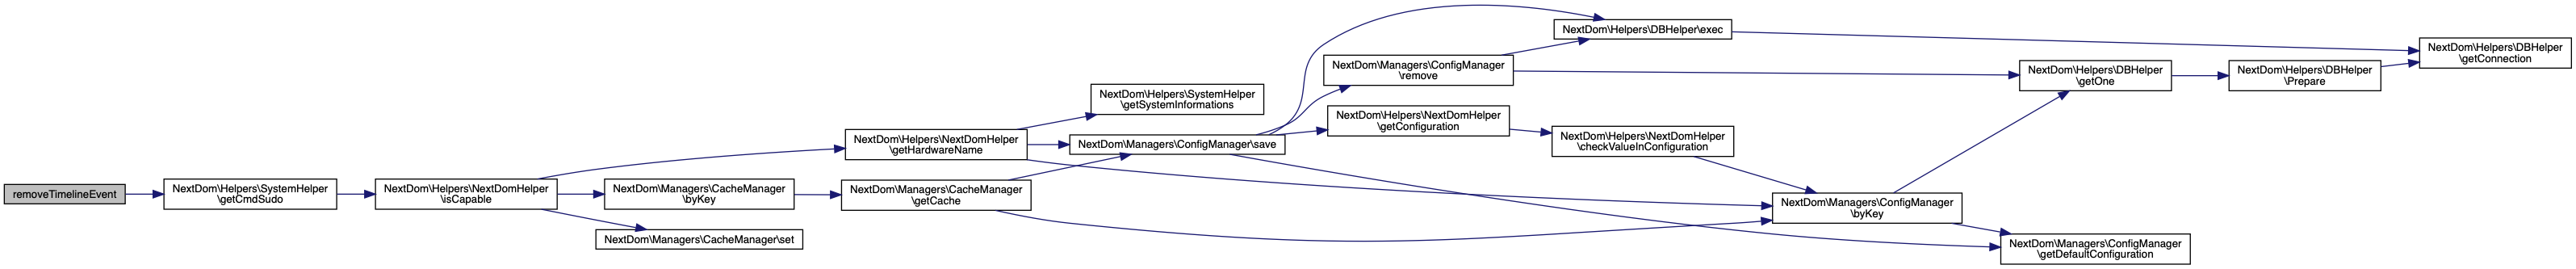 removeTimelineEvent
NextDom\Helpers\SystemHelper
\getCmdSudo
NextDom\Helpers\NextDomHelper
\isCapable
NextDom\Helpers\NextDomHelper
\getHardwareName
NextDom\Managers\CacheManager
\byKey
NextDom\Managers\CacheManager\set
NextDom\Managers\CacheManager
\getCache
NextDom\Helpers\SystemHelper
\getSystemInformations
NextDom\Managers\ConfigManager\save
NextDom\Managers\ConfigManager
\remove
NextDom\Helpers\NextDomHelper
\getConfiguration
NextDom\Helpers\DBHelper\exec
NextDom\Helpers\NextDomHelper
\checkValueInConfiguration
NextDom\Managers\ConfigManager
\byKey
NextDom\Helpers\DBHelper
\getOne
NextDom\Managers\ConfigManager
\getDefaultConfiguration
NextDom\Helpers\DBHelper
\Prepare
NextDom\Helpers\DBHelper
\getConnection